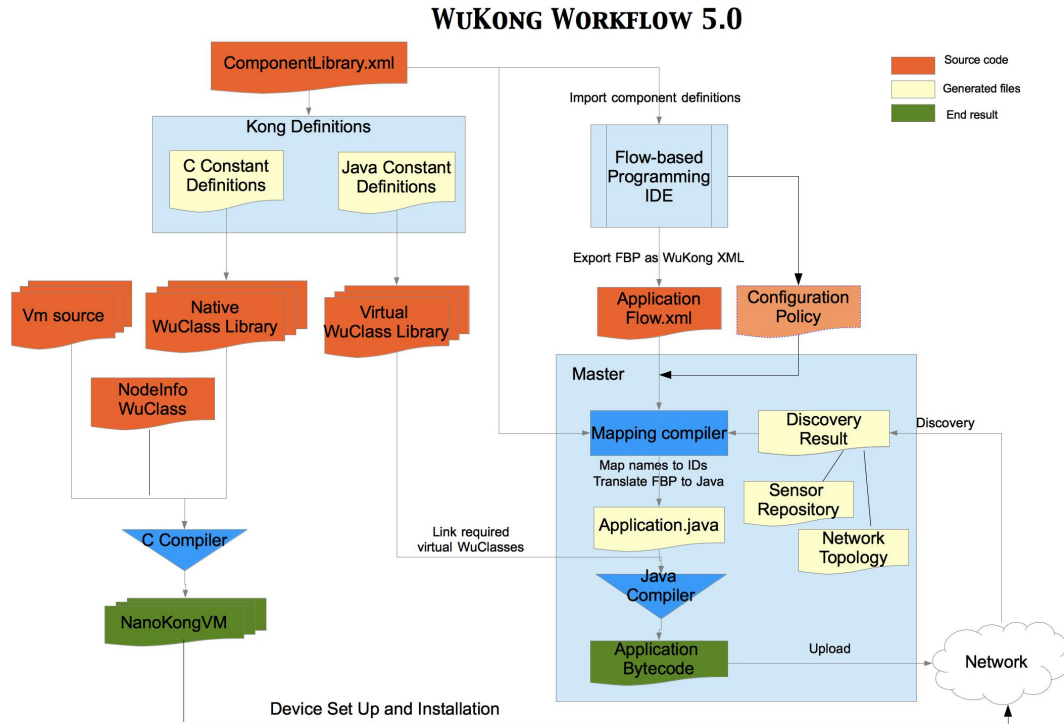 WUKONG WORKFLOW 5.0
ComponentLibrary.xml
Source code
Generated files
End result
Import component definitions
Kong Definitions
C Constant
Definitions
Java Constant
Definitions
Flow-based
Programming
IDE
Export FBP as WuKong XML
Vm source
Native
WuClass Library
Virtual
WuClass Library
Application
Flow.xml
Configuration
Policy
NodeInfo
WuClass
Master
Mapping compiler
Discovery
Result
Discovery
Map names to IDs
Translate FBP to Java
Sensor
Repository
Application.java
Network
Topology
C Compiler
Link required
virtual WuClasses
Java
Compiler
NanoKongVM
Application
Bytecode
Upload
Network
Device Set Up and Installation